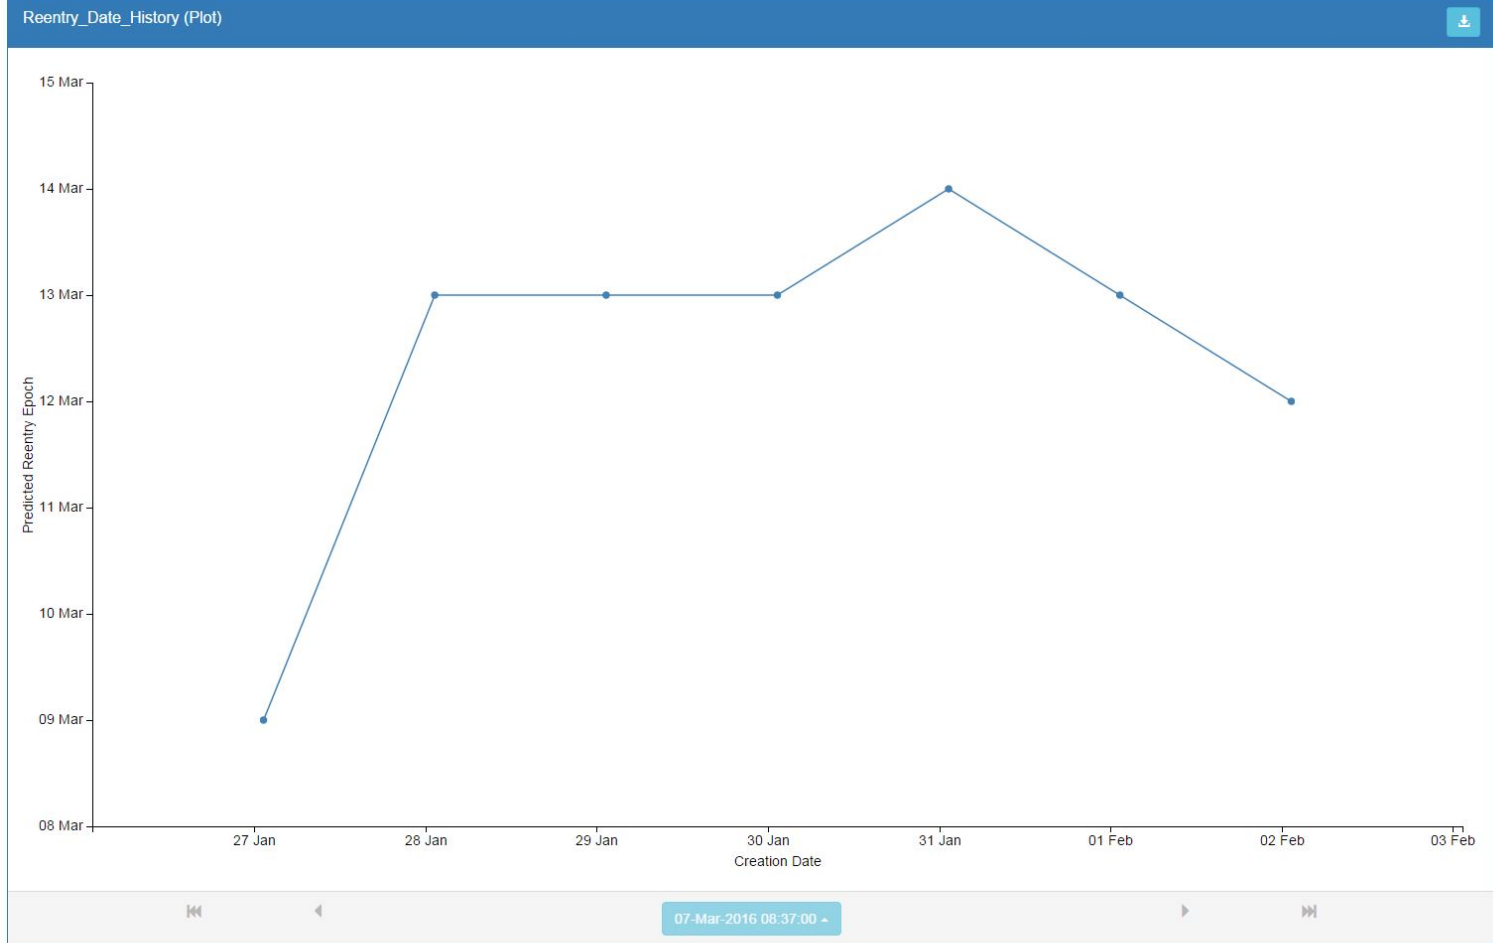 Reentry_Date_History (Plot)
15 Mar
14 Mar
13 Mar
12 Mar
11 Mar
10 Mar
09 Mar
08 Mar
Predicted Reentry Epoch
27 Jan 28 Jan 29 Jan 30 Jan 31 Jan 01 Feb 02 Feb 03 Feb
Creation Date
07-Mar-2016 08:37:00